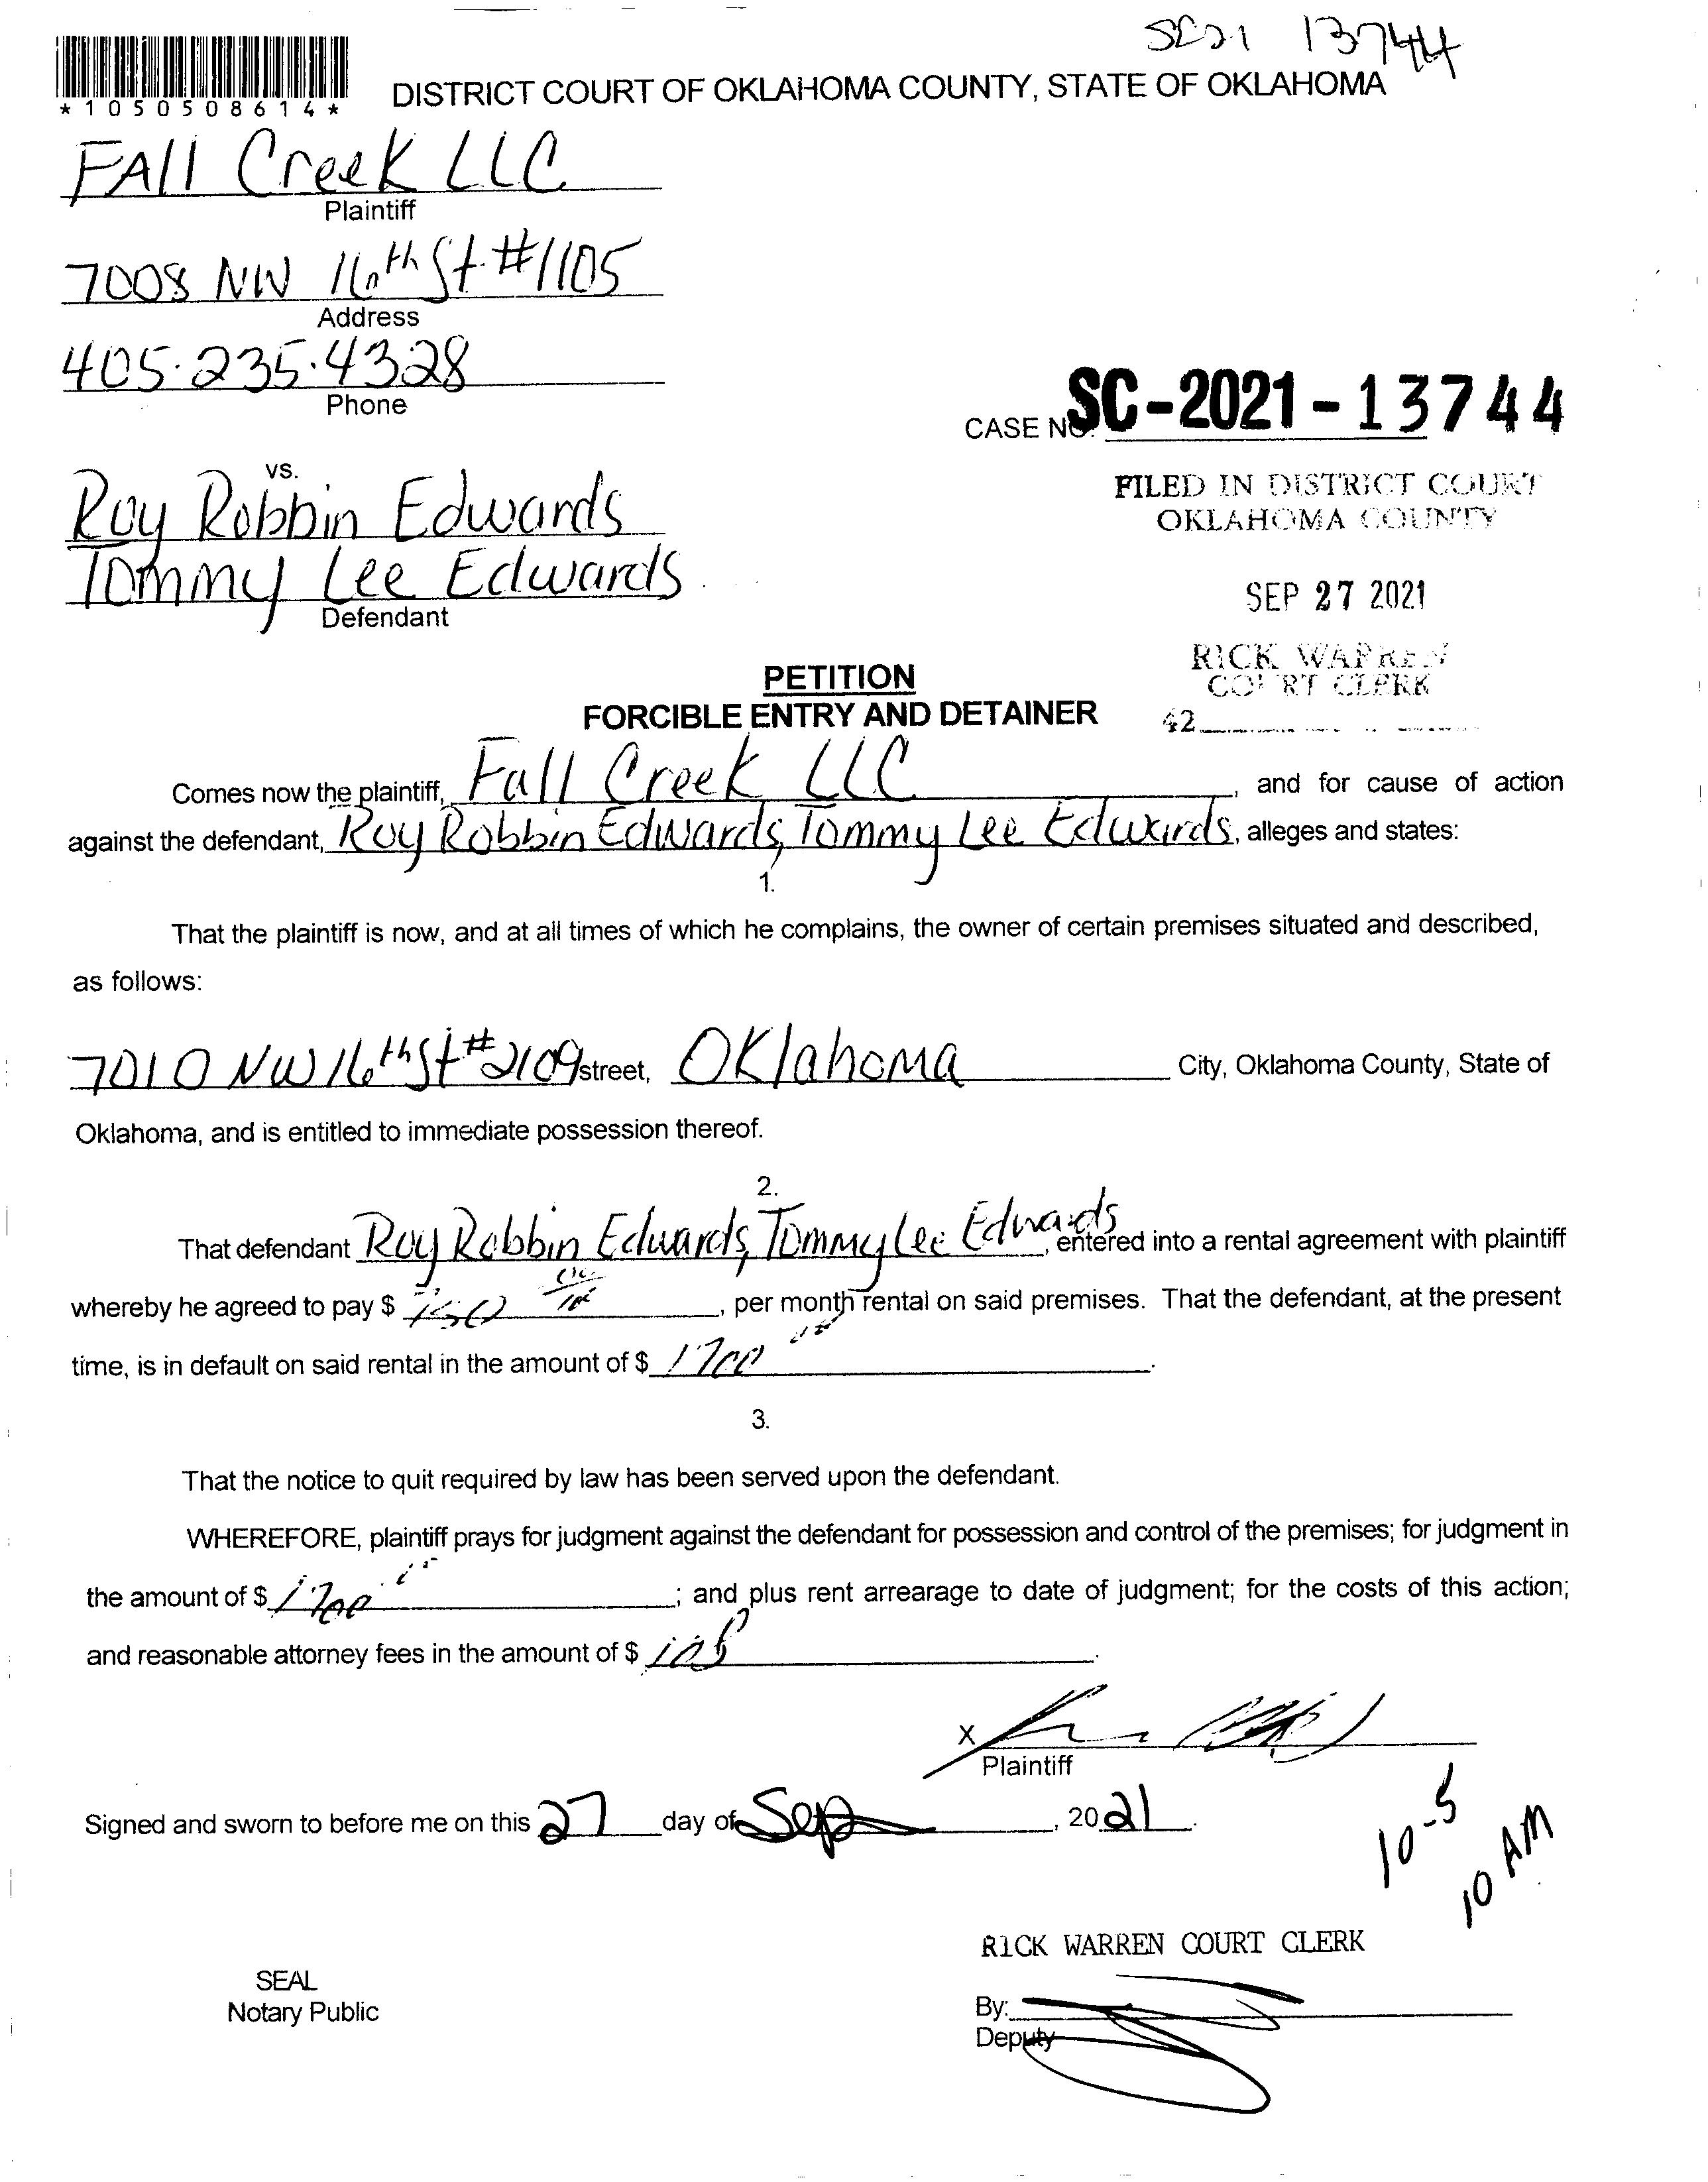 SC21 13744
*1050508614*
DISTRICT COURT OF OKLAHOMA COUNTY, STATE OF OKLAHOMA
FAll Creek LLC
Plaintiff
7008 NW 16th St #1105
Address
405·235·4328
Phone
CASE NO. SC-2021-13744
vs.
Roy Robbin Edwards
Tommy Lee Edwards
Defendant
FILED IN DISTRICT COURT
OKLAHOMA COUNTY
SEP 27 2021
RICK WARREN
COURT CLERK
42
PETITION
FORCIBLE ENTRY AND DETAINER
Comes now the plaintiff, Fall Creek LLC, and for cause of action
against the defendant, Roy Robbin Edwards, Tommy Lee Edwards, alleges and states:
1.
That the plaintiff is now, and at all times of which he complains, the owner of certain premises situated and described,
as follows:
7010 NW 16th St #2109 street, OKlahoma City, Oklahoma County, State of
Oklahoma, and is entitled to immediate possession thereof.
2.
That defendant Roy Robbin Edwards, Tommy Lee Edwards, entered into a rental agreement with plaintiff
whereby he agreed to pay $, per month rental on said premises. That the defendant, at the present
time, is in default on said rental in the amount of $ 1700.
3.
That the notice to quit required by law has been served upon the defendant.
WHEREFORE, plaintiff prays for judgment against the defendant for possession and control of the premises; for judgment in
the amount of $ 1700; and plus rent arrearage to date of judgment; for the costs of this action;
and reasonable attorney fees in the amount of $.
X
Plaintiff
Signed and sworn to before me on this 27 day of Sep, 2021.
10-5
10 AM
RICK WARREN COURT CLERK
SEAL
Notary Public
By:
Deputy